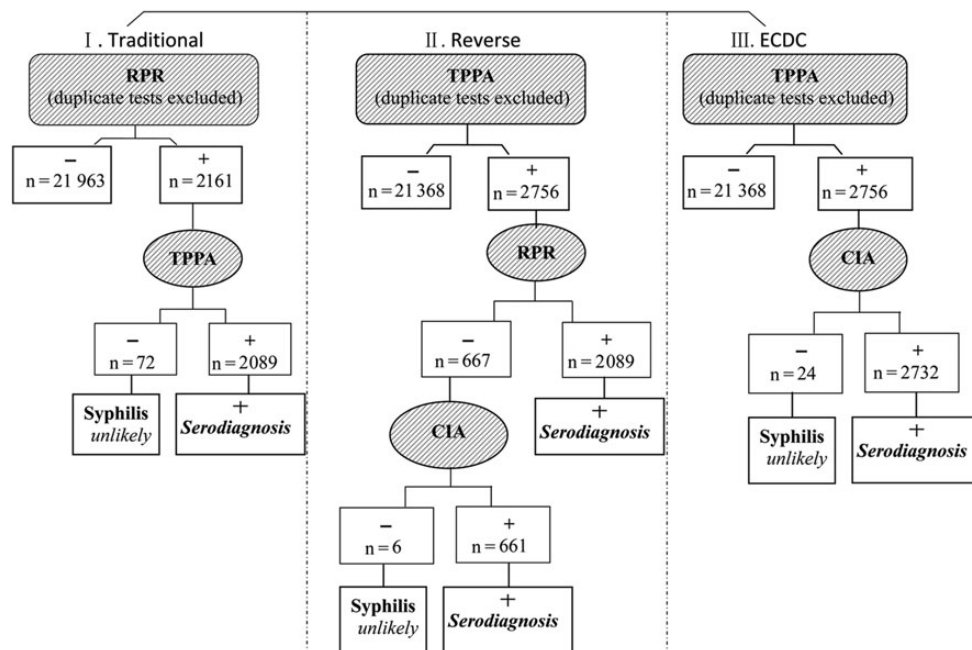 Ⅰ. Traditional
RPR
(duplicate tests excluded)
−
n = 21 963
+
n = 2161
TPPA
−
n = 72
+
n = 2089
Syphilis
unlikely
+
Serodiagnosis
Ⅱ. Reverse
TPPA
(duplicate tests excluded)
−
n = 21 368
+
n = 2756
RPR
−
n = 667
+
n = 2089
CIA
+
Serodiagnosis
−
n = 6
+
n = 661
Syphilis
unlikely
+
Serodiagnosis
Ⅲ. ECDC
TPPA
(duplicate tests excluded)
−
n = 21 368
+
n = 2756
CIA
−
n = 24
+
n = 2732
Syphilis
unlikely
+
Serodiagnosis